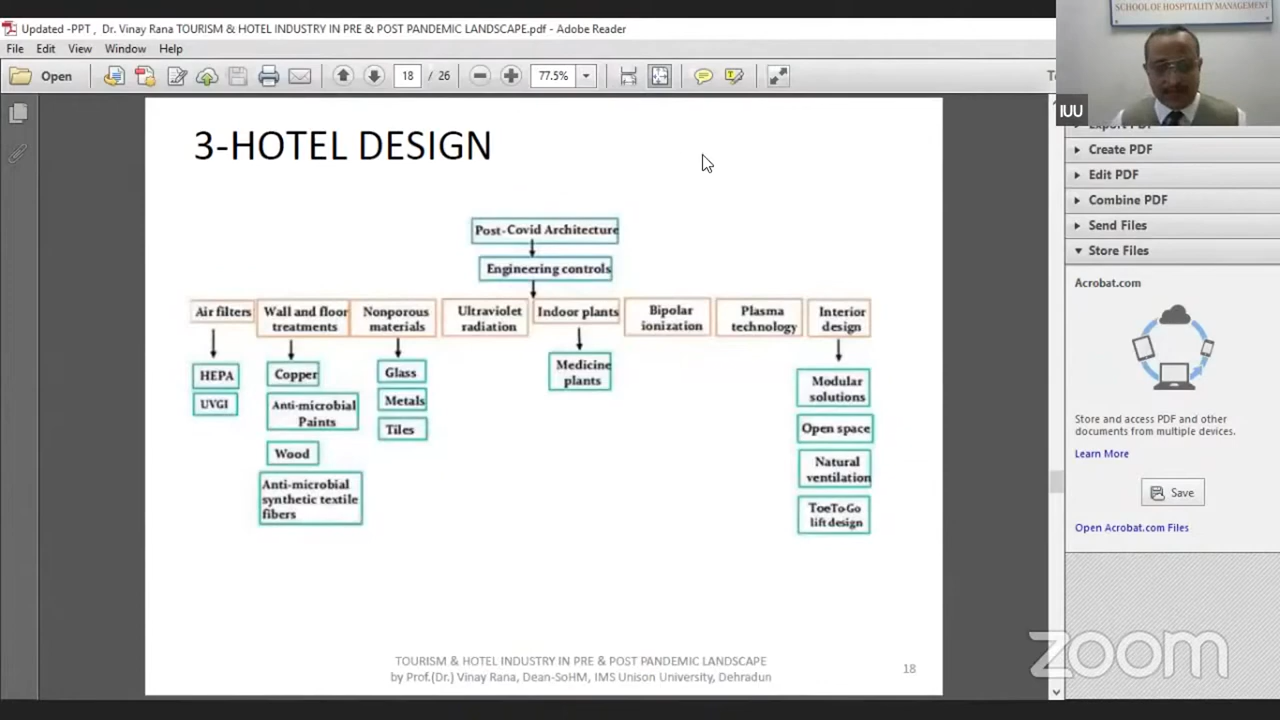 Updated -PPT , Dr. Vinay Rana TOURISM & HOTEL INDUSTRY IN PRE & POST PANDEMIC LANDSCAPE.pdf - Adobe Reader
SCHOOL OF HOSPITALITY MANAGEMENT
File Edit View Window Help
Open
18 / 26
77.5%
IUU
Create PDF
Edit PDF
Combine PDF
Send Files
Store Files
Acrobat.com
Store and access PDF and other
documents from multiple devices.
Learn More
Save
Open Acrobat.com Files
3-HOTEL DESIGN
Post-Covid Architecture
Engineering controls
Air filters
HEPA
UVGI
Wall and floor
treatments
Copper
Anti-microbial
Paints
Wood
Anti-microbial
synthetic textile
fibers
Nonporous
materials
Glass
Metals
Tiles
Ultraviolet
radiation
Indoor plants
Medicine
plants
Bipolar
ionization
Plasma
technology
Interior
design
Modular
solutions
Open space
Natural
ventilation
ToeToGo
lift design
TOURISM & HOTEL INDUSTRY IN PRE & POST PANDEMIC LANDSCAPE
by Prof.(Dr.) Vinay Rana, Dean-SoHM, IMS Unison University, Dehradun
18
zoom